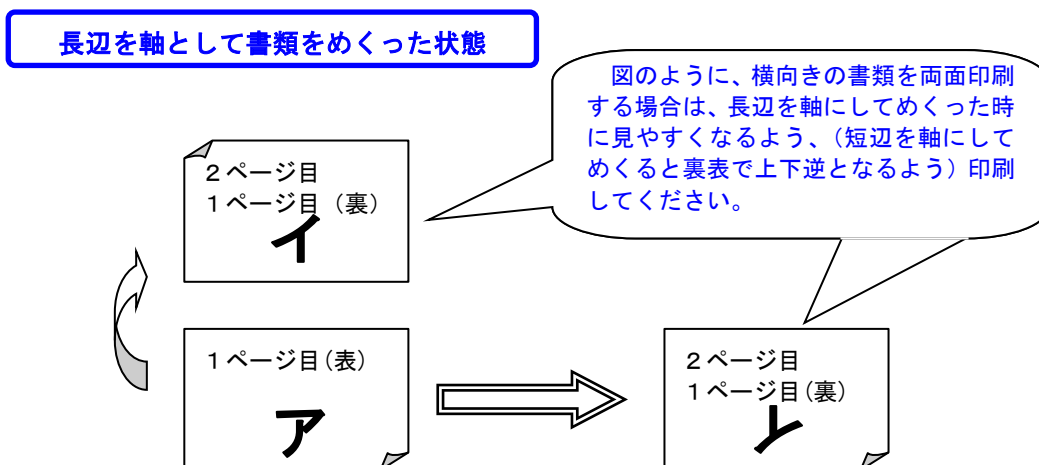 長辺を軸として書類をめくった状態
図のように、横向きの書類を両面印刷
する場合は、長辺を軸にしてめくった時
に見やすくなるよう、（短辺を軸にして
めくると裏表で上下逆となるよう）印刷
してください。
２ページ目
１ページ目（裏）
イ
１ページ目（表）
ア
２ページ目
１ページ目（裏）
イ